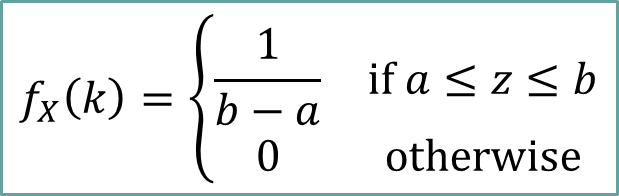 f_X(k) = { 1/(b − a) if a ≤ z ≤ b
0 otherwise